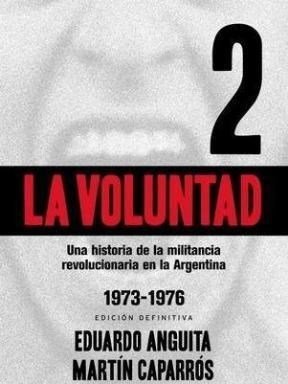 2
LA VOLUNTAD
Una historia de la militancia
revolucionaria en la Argentina
1973-1976
EDICIÓN DEFINITIVA
EDUARDO ANGUITA
MARTÍN CAPARRÓS